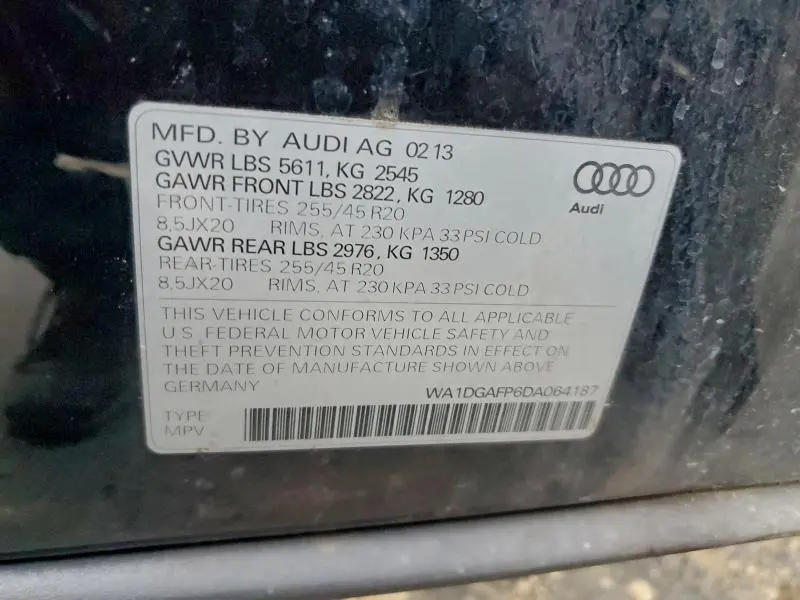 MFD. BY AUDI AG 02 13
GVWR LBS 5611, KG 2545
GAWR FRONT LBS 2822, KG 1280
FRONT-TIRES 255/45 R20
8,5JX20 RIMS, AT 230 KPA 33 PSI COLD
GAWR REAR LBS 2976, KG 1350
REAR-TIRES 255/45 R20
8,5JX20 RIMS, AT 230 KPA 33 PSI COLD
Audi
THIS VEHICLE CONFORMS TO ALL APPLICABLE
U.S. FEDERAL MOTOR VEHICLE SAFETY AND
THEFT PREVENTION STANDARDS IN EFFECT ON
THE DATE OF MANUFACTURE SHOWN ABOVE
GERMANY WA1DGAFP6DA064187
TYPE:
MPV